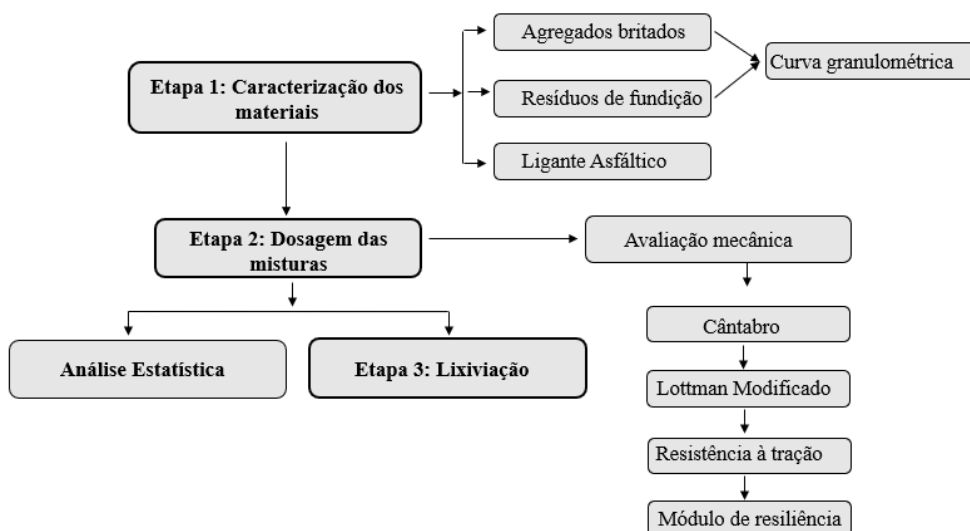 Agregados britados
Curva granulométrica
Etapa 1: Caracterização dos
materiais
Resíduos de fundição
Ligante Asfáltico
Etapa 2: Dosagem das
misturas
Avaliação mecânica
Cântabro
Análise Estatística
Etapa 3: Lixiviação
Lottman Modificado
Resistência à tração
Módulo de resiliência